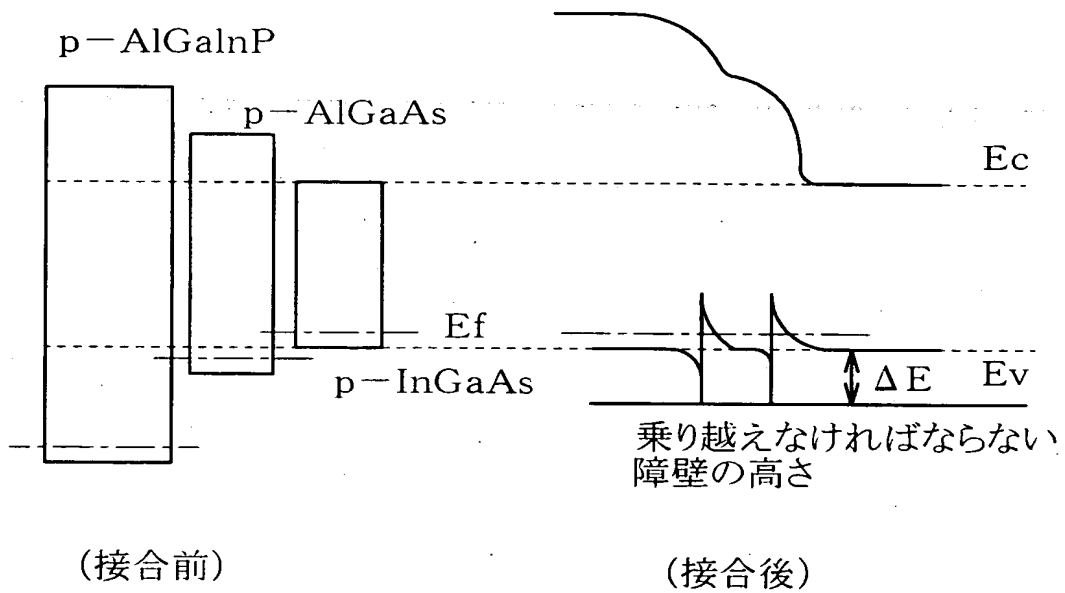 p－AlGaInP
p－AlGaAs
Ec
Ef
p－InGaAs
ΔE
Ev
乗り越えなければならない
障壁の高さ
(接合前)
(接合後)